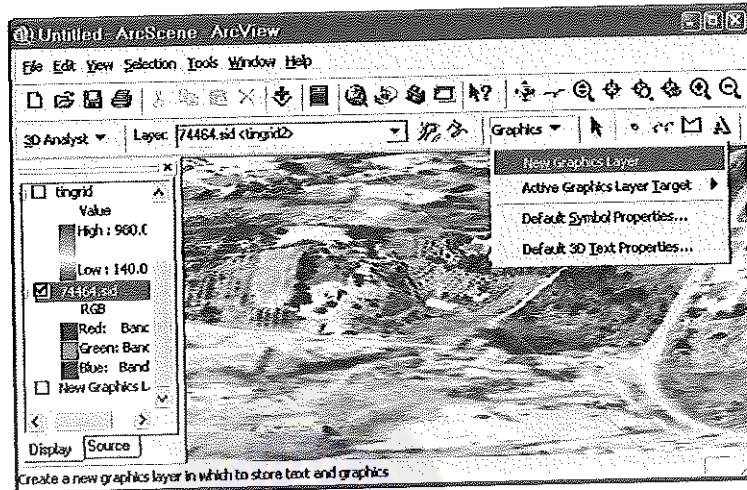 Untitled ArcScene ArcView
File Edit View Selection Tools Window Help
3D Analyst Layer: 74464.sid <tingrid2> Graphics
New Graphics Layer
Active Graphics Layer Target
Default Symbol Properties...
Default 3D Text Properties...
tingrid
Value
High : 980.0
Low : 140.0
74464.sid
RGB
Red: Banc
Green: Banc
Blue: Band
New Graphics L
Display Source
Create a new graphics layer in which to store text and graphics